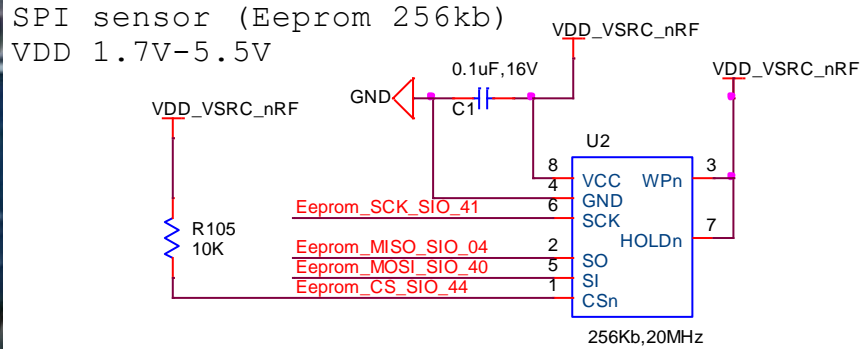 SPI sensor (Eeprom 256kb)
VDD 1.7V-5.5V
VDD_VSRC_nRF
0.1uF,16V
VDD_VSRC_nRF
GND
C1
VDD_VSRC_nRF
U2
8
VCC
WPn
3
4
GND
Eeprom_SCK_SIO_41
6
SCK
R105
10K
HOLDn
7
Eeprom_MISO_SIO_04
2
SO
Eeprom_MOSI_SIO_40
5
SI
Eeprom_CS_SIO_44
1
CSn
256Kb,20MHz